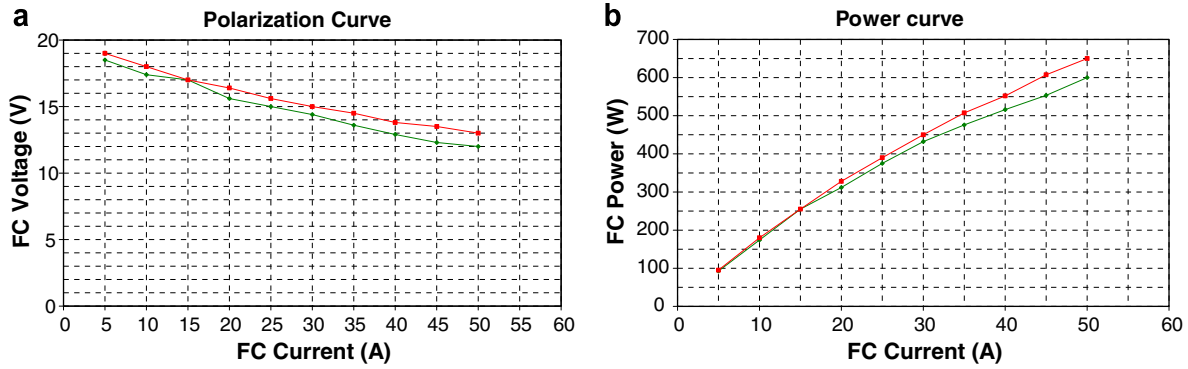 a
Polarization Curve
FC Voltage (V)
20
15
10
5
0
0 5 10 15 20 25 30 35 40 45 50 55 60
FC Current (A)
b
Power curve
FC Power (W)
700
600
500
400
300
200
100
0
0 10 20 30 40 50 60
FC Current (A)